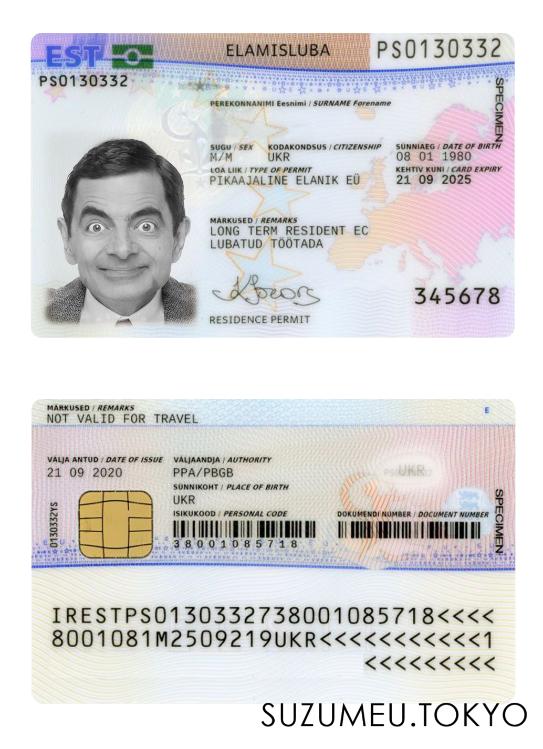 EST
ELAMISLUBA
PS0130332
PS0130332
PEREKONNANIMI Eesnimi / SURNAME Forename
SPECIMEN
SUGU / SEX KODAKONDSUS / CITIZENSHIP SÜNNIAEG / DATE OF BIRTH
M/M UKR 08 01 1980
LOA LIIK / TYPE OF PERMIT KEHTIV KUNI / CARD EXPIRY
PIKAAJALINE ELANIK EÜ 21 09 2025
MÄRKUSED / REMARKS
LONG TERM RESIDENT EC
LUBATUD TÖÖTADA
345678
RESIDENCE PERMIT
MÄRKUSED / REMARKS
NOT VALID FOR TRAVEL
E
VÄLJA ANTUD / DATE OF ISSUE VÄLJAANDJA / AUTHORITY
21 09 2020 PPA/PBGB
UKR
SÜNNIKOHT / PLACE OF BIRTH
UKR
ISIKUKOOD / PERSONAL CODE DOKUMENDI NUMBER / DOCUMENT NUMBER
38001085718
0130332YS
SPECIMEN
IRESTPS0130332738001085718<<<<
8001081M2509219UKR<<<<<<<<<<<1
<<<<<<<<<
SUZUMEU.TOKYO